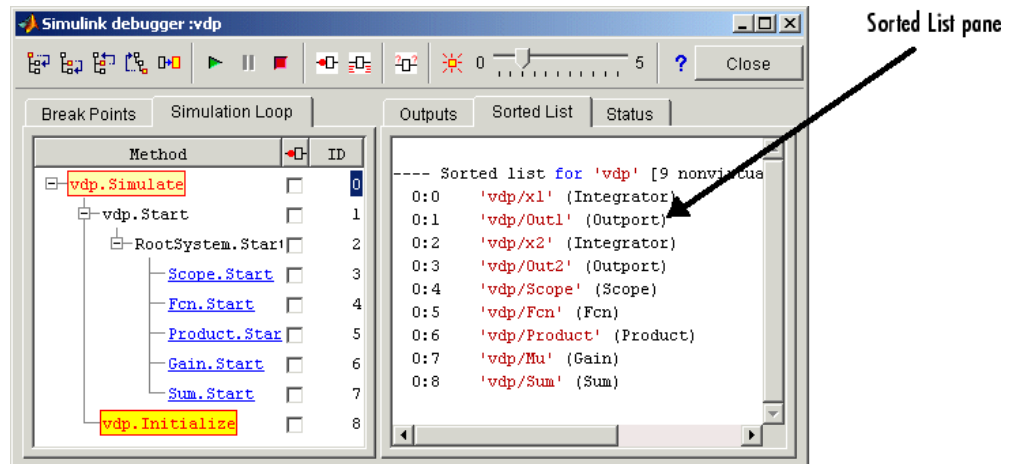 Simulink debugger :vdp
Sorted List pane
0 5 ? Close
Break Points Simulation Loop
Outputs Sorted List Status
Method ID
vdp.Simulate 0
vdp.Start 1
RootSystem.Star 2
Scope.Start 3
Fcn.Start 4
Product.Star 5
Gain.Start 6
Sum.Start 7
vdp.Initialize 8
---- Sorted list for 'vdp' [9 nonvirtua
0:0 'vdp/x1' (Integrator)
0:1 'vdp/Out1' (Outport)
0:2 'vdp/x2' (Integrator)
0:3 'vdp/Out2' (Outport)
0:4 'vdp/Scope' (Scope)
0:5 'vdp/Fcn' (Fcn)
0:6 'vdp/Product' (Product)
0:7 'vdp/Mu' (Gain)
0:8 'vdp/Sum' (Sum)